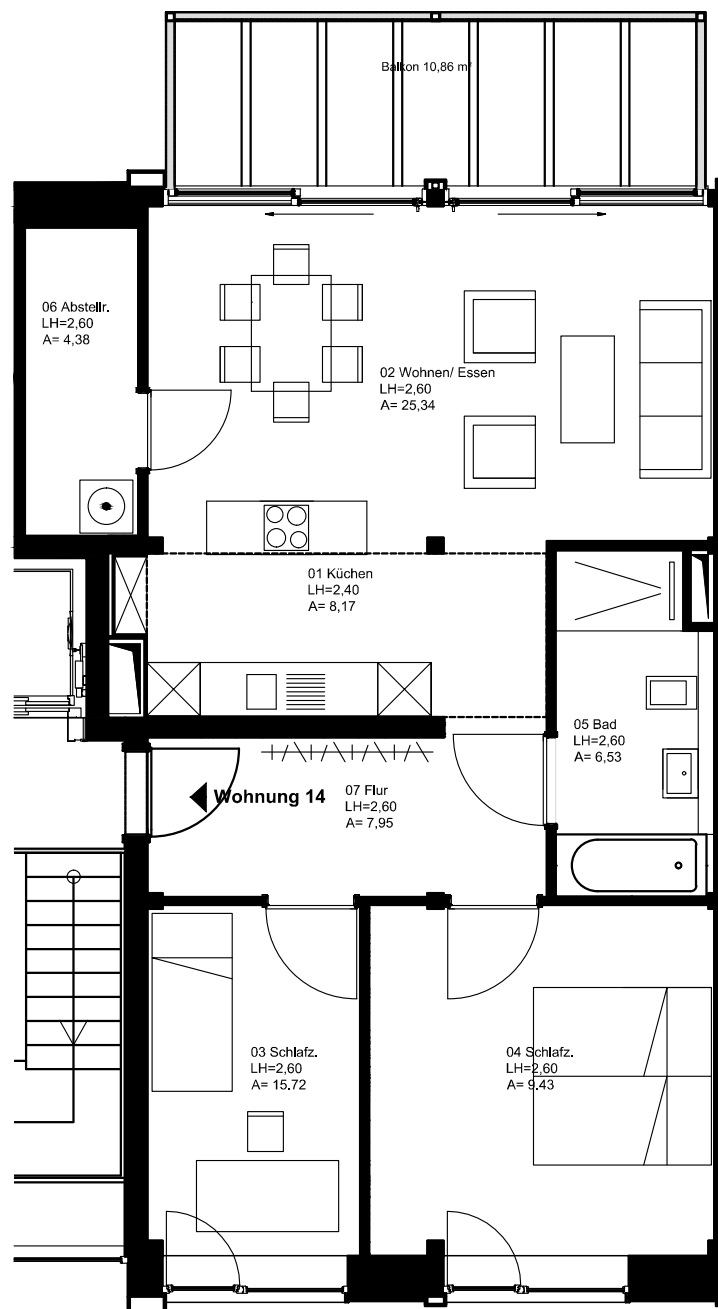 Balkon 10,86 m²
06 Abstellr.
LH=2,60
A= 4,38
02 Wohnen/ Essen
LH=2,60
A= 25,34
01 Küchen
LH=2,40
A= 8,17
05 Bad
LH=2,60
A= 6,53
07 Flur
LH=2,60
A= 7,95
Wohnung 14
03 Schlafz.
LH=2,60
A= 15.72
04 Schlafz.
LH=2,60
A= 9.43